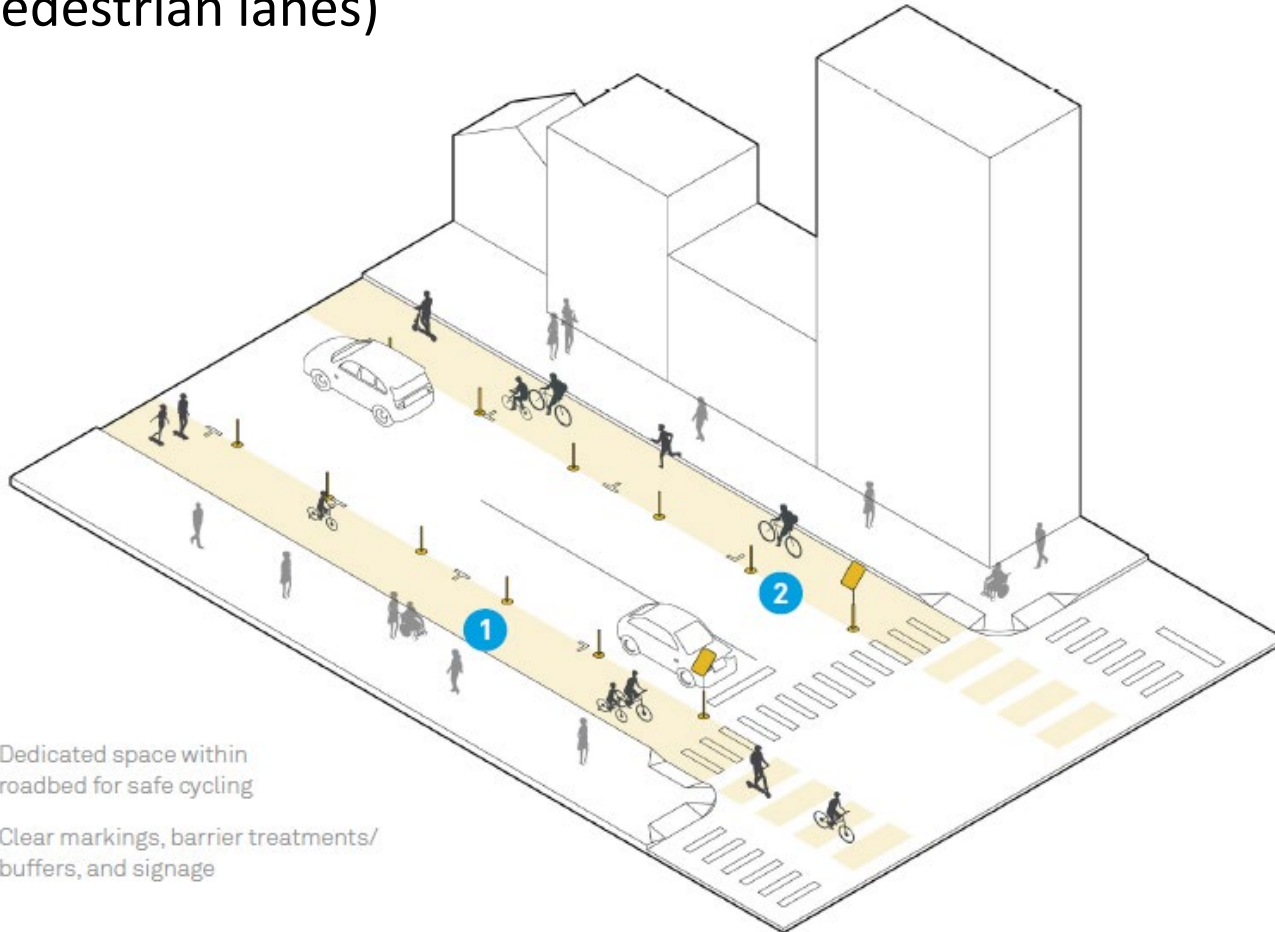 edestrian lanes)
1
2
Dedicated space within
roadbed for safe cycling
Clear markings, barrier treatments/
buffers, and signage